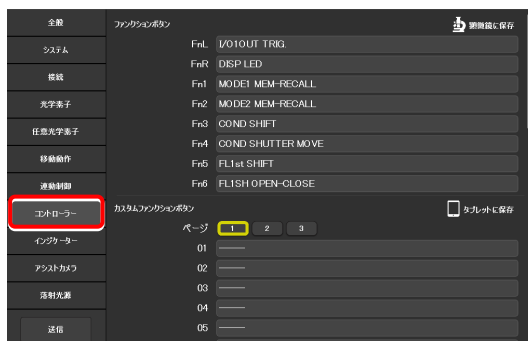 全般
システム
接続
光学素子
任意光学素子
移動動作
連動制御
コントローラー
インジケーター
アシストカメラ
落射光源
送信
ファンクションボタン
顕微鏡に保存
FnL I/O1OUT TRIG.
FnR DISP LED
Fn1 MODE1 MEM-RECALL
Fn2 MODE2 MEM-RECALL
Fn3 COND SHIFT
Fn4 COND SHUTTER MOVE
Fn5 FL1st SHIFT
Fn6 FL1SH OPEN-CLOSE
カスタムファンクションボタン
タブレットに保存
ページ 1 2 3
01 ——
02 ——
03 ——
04 ——
05 ——